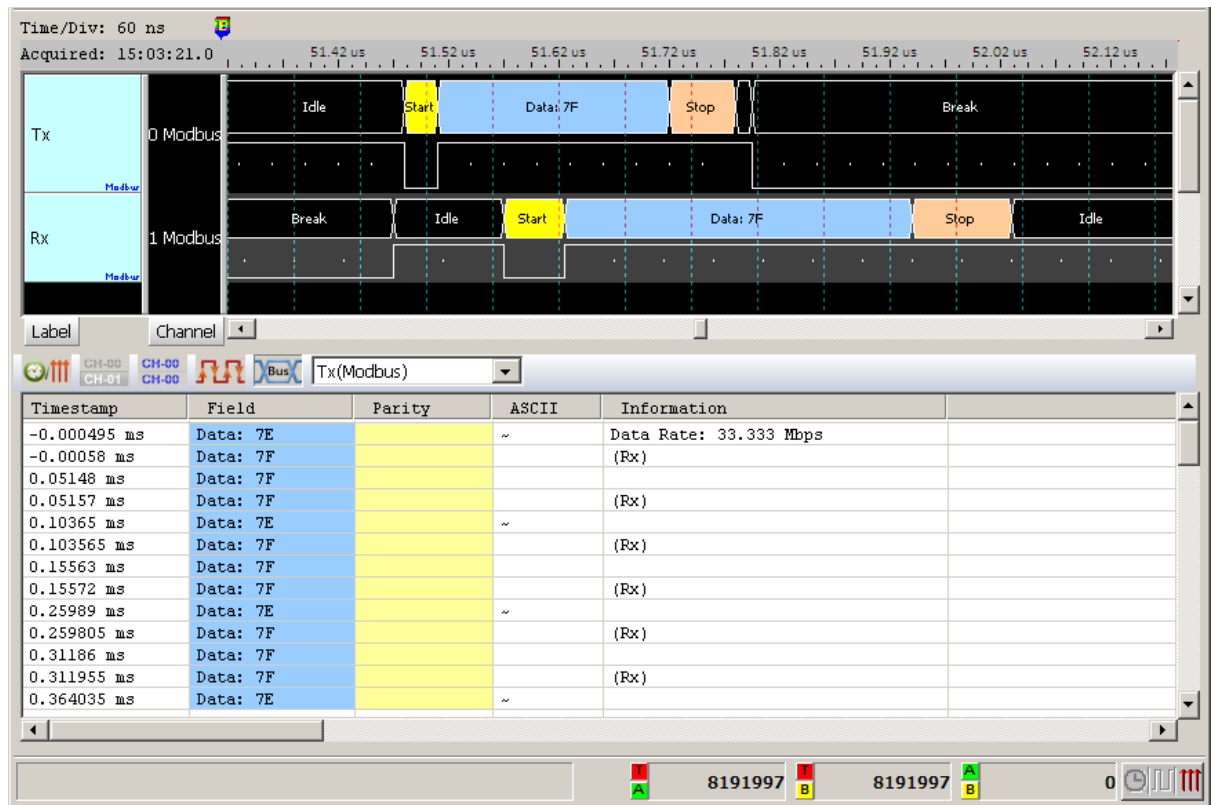 Time/Div: 60 ns
B
Acquired: 15:03:21.0 51.42 us 51.52 us 51.62 us 51.72 us 51.82 us 51.92 us 52.02 us 52.12 us
Idle Start Data: 7F Stop Break
Tx 0 Modbus
Modbus
Break Idle Start Data: 7F Stop Idle
Rx 1 Modbus
Modbus
Label Channel
CH-00 CH-01 CH-00 CH-00 Bus Tx(Modbus)
Timestamp Field Parity ASCII Information
-0.000495 ms Data: 7E ~ Data Rate: 33.333 Mbps
-0.00058 ms Data: 7F (Rx)
0.05148 ms Data: 7F
0.05157 ms Data: 7F (Rx)
0.10365 ms Data: 7E ~
0.103565 ms Data: 7F (Rx)
0.15563 ms Data: 7F
0.15572 ms Data: 7F (Rx)
0.25989 ms Data: 7E ~
0.259805 ms Data: 7F (Rx)
0.31186 ms Data: 7F
0.311955 ms Data: 7F (Rx)
0.364035 ms Data: 7E ~
T A 8191997 T B 8191997 A B 0